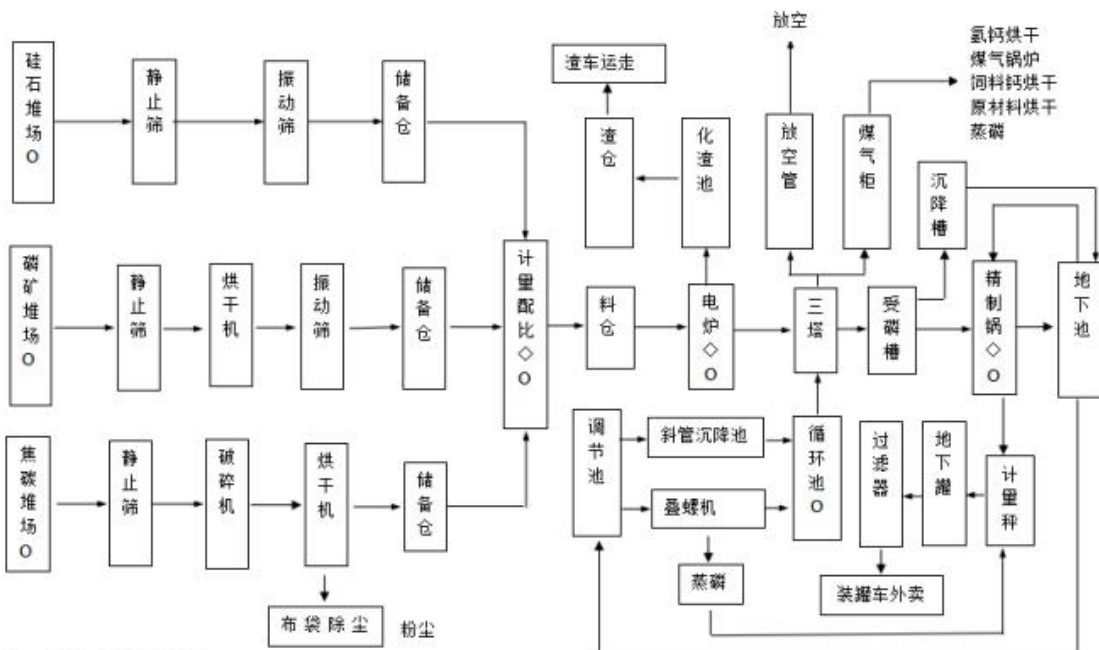 放空
氢钙烘干
煤气锅炉
饲料钙烘干
原材料烘干
蒸磷
渣车运走
硅石堆场O
静止筛
振动筛
储备仓
渣仓
化渣池
放空管
煤气柜
沉降槽
磷矿堆场O
静止筛
烘干机
振动筛
储备仓
计量配比◇O
料仓
电炉◇O
三塔
受磷槽
精制锅◇O
地下池
焦碳堆场O
静止筛
破碎机
烘干机
储备仓
调节池
斜管沉降池
叠螺机
循环池O
过滤器
地下罐
计量秤
蒸磷
装罐车外卖
布袋除尘
粉尘